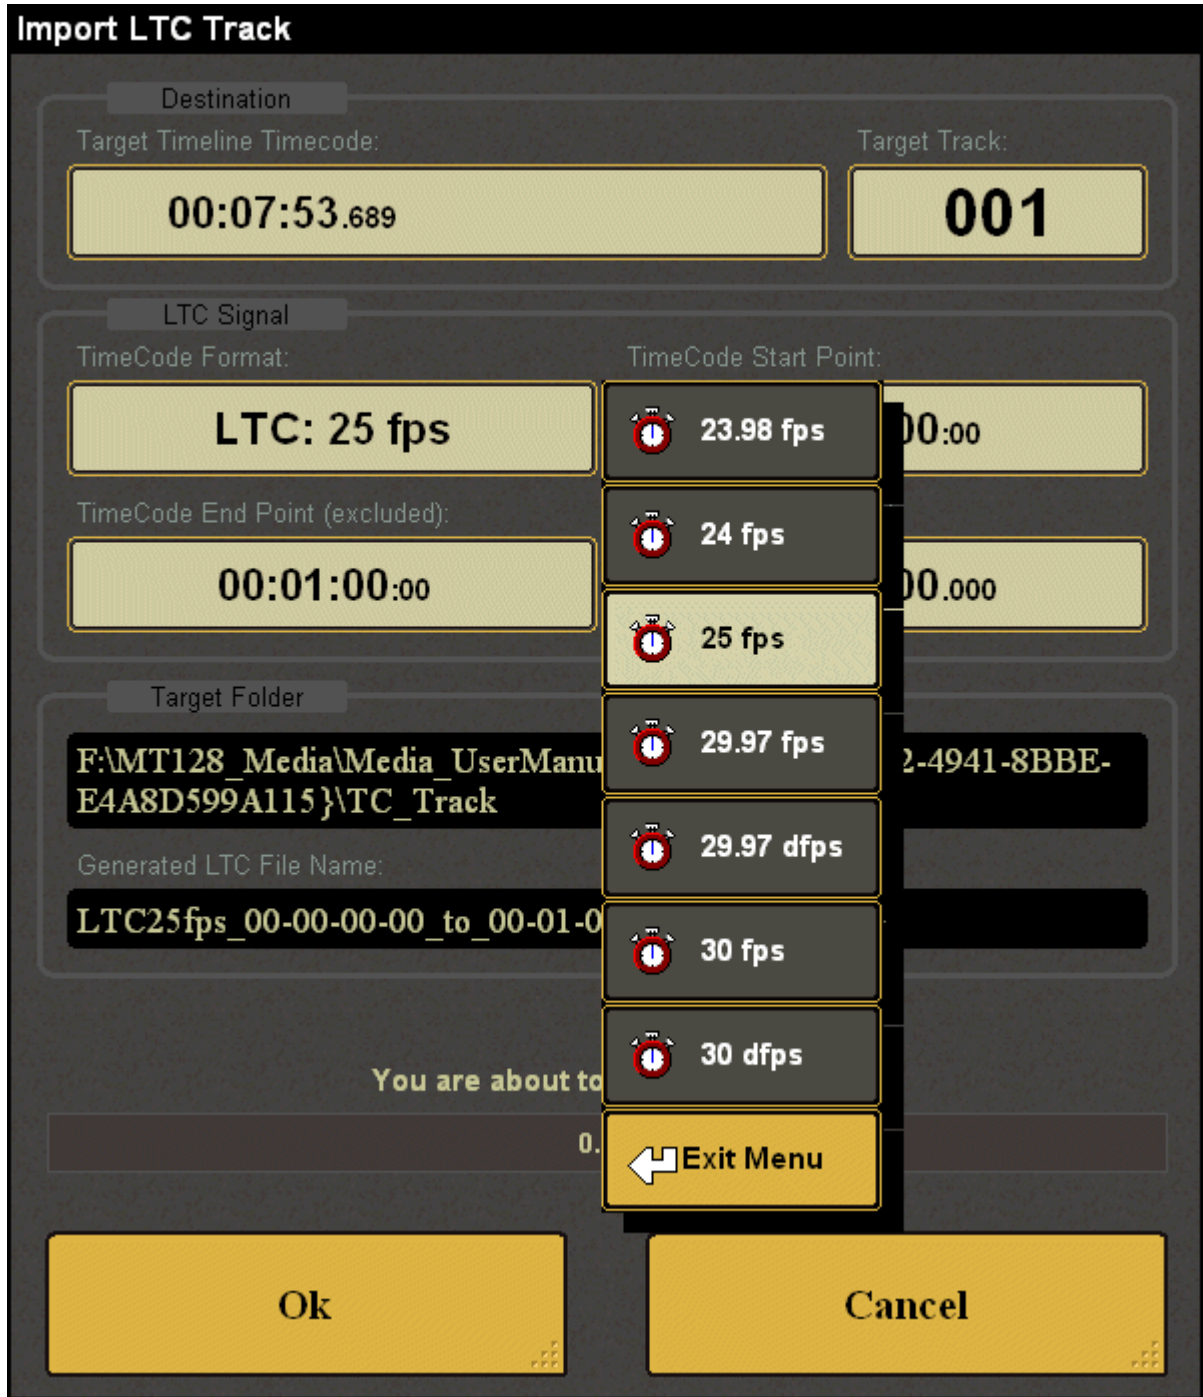 Import LTC Track
Destination
Target Timeline Timecode:
Target Track:
00:07:53.689
001
LTC Signal
TimeCode Format:
TimeCode Start Point:
LTC: 25 fps
00:00
TimeCode End Point (excluded):
00:01:00:00
00.000
23.98 fps
24 fps
25 fps
29.97 fps
29.97 dfps
30 fps
30 dfps
Exit Menu
Target Folder
F:\MT128_Media\Media_UserManu
2-4941-8BBE-
E4A8D599A115}\TC_Track
Generated LTC File Name:
LTC25fps_00-00-00-00_to_00-01-0
You are about to
0.
Ok
Cancel